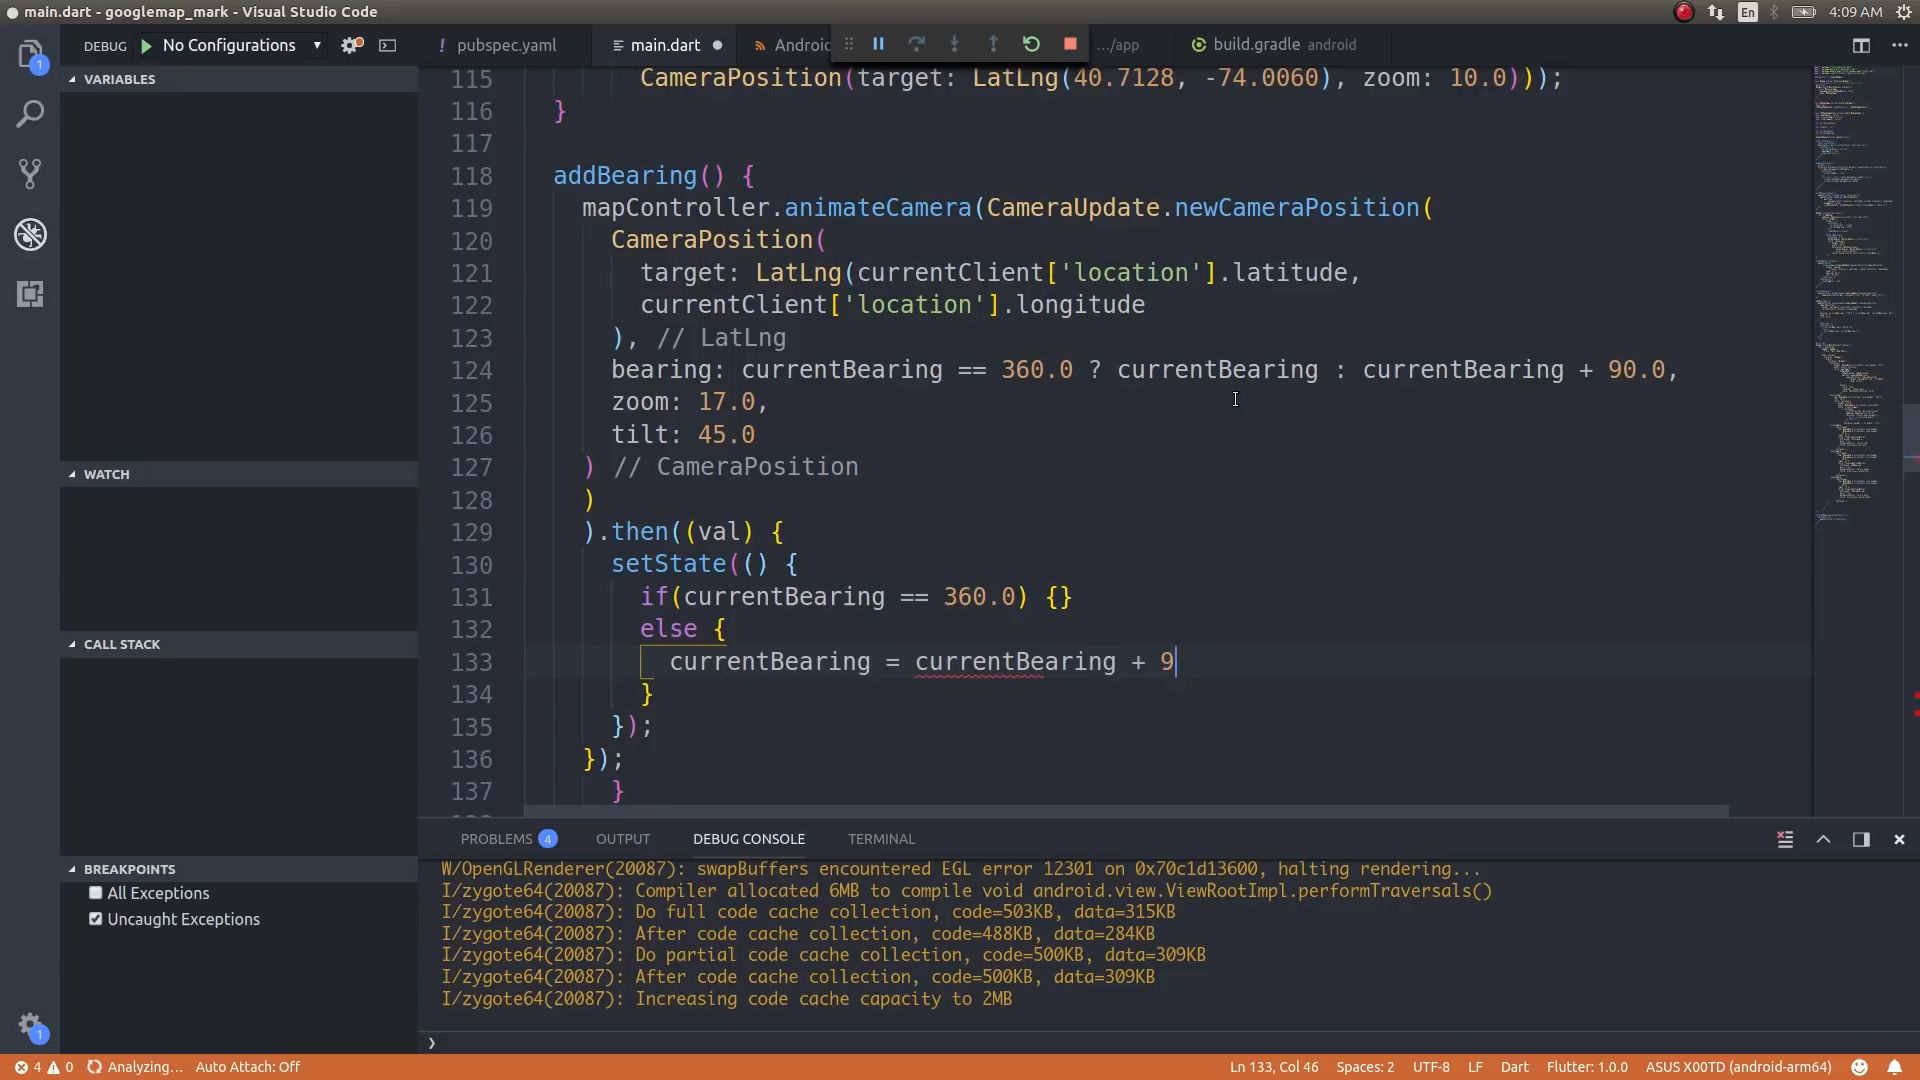 main.dart - googlemap_mark - Visual Studio Code
En
4:09 AM
DEBUG
No Configurations
! pubspec.yaml
main.dart
Android
.../app
build.gradle android
VARIABLES
WATCH
CALL STACK
BREAKPOINTS
All Exceptions
Uncaught Exceptions
115 CameraPosition(target: LatLng(40.7128, -74.0060), zoom: 10.0)));
116 }
117
118 addBearing() {
119 mapController.animateCamera(CameraUpdate.newCameraPosition(
120 CameraPosition(
121 target: LatLng(currentClient['location'].latitude,
122 currentClient['location'].longitude
123 ), // LatLng
124 bearing: currentBearing == 360.0 ? currentBearing : currentBearing + 90.0,
125 zoom: 17.0,
126 tilt: 45.0
127 ) // CameraPosition
128 )
129 ).then((val) {
130 setState(() {
131 if(currentBearing == 360.0) {}
132 else {
133 currentBearing = currentBearing + 9
134 }
135 });
136 });
137 }
PROBLEMS 4 OUTPUT DEBUG CONSOLE TERMINAL
W/OpenGLRenderer(20087): swapBuffers encountered EGL error 12301 on 0x70c1d13600, halting rendering...
I/zygote64(20087): Compiler allocated 6MB to compile void android.view.ViewRootImpl.performTraversals()
I/zygote64(20087): Do full code cache collection, code=503KB, data=315KB
I/zygote64(20087): After code cache collection, code=488KB, data=284KB
I/zygote64(20087): Do partial code cache collection, code=500KB, data=309KB
I/zygote64(20087): After code cache collection, code=500KB, data=309KB
I/zygote64(20087): Increasing code cache capacity to 2MB
1
1
4 0 Analyzing... Auto Attach: Off
Ln 133, Col 46 Spaces: 2 UTF-8 LF Dart Flutter: 1.0.0 ASUS X00TD (android-arm64)